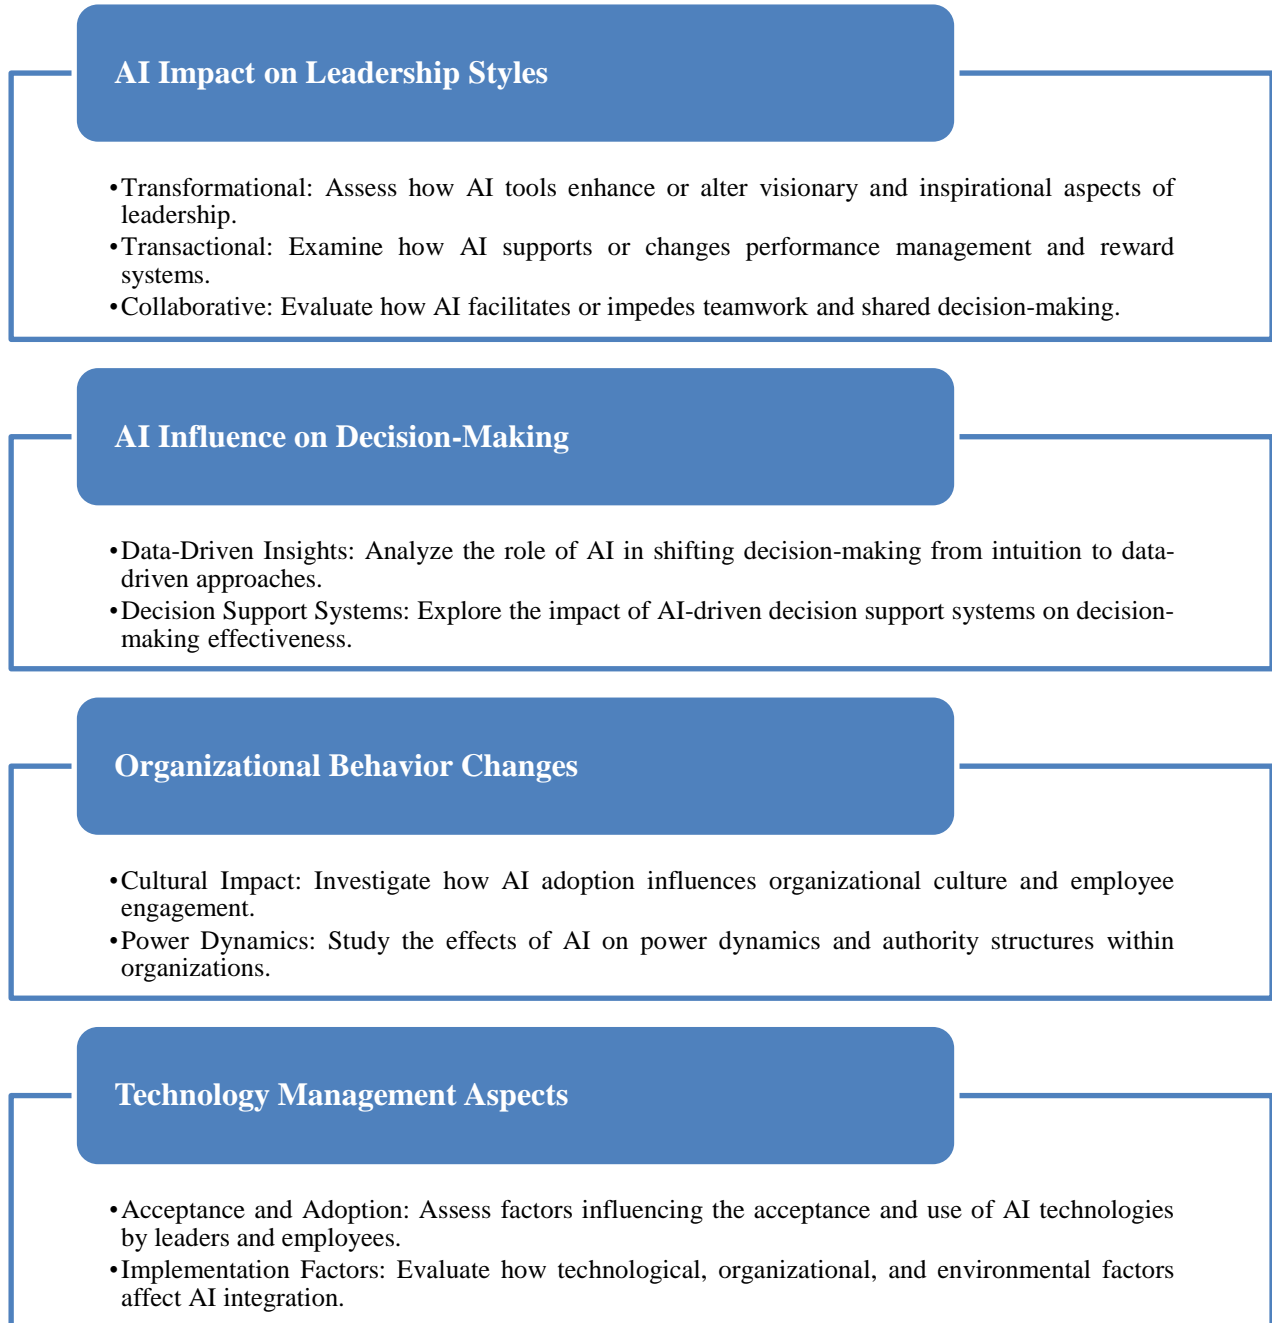 AI Impact on Leadership Styles
•Transformational: Assess how AI tools enhance or alter visionary and inspirational aspects of
leadership.
•Transactional: Examine how AI supports or changes performance management and reward
systems.
•Collaborative: Evaluate how AI facilitates or impedes teamwork and shared decision-making.
AI Influence on Decision-Making
•Data-Driven Insights: Analyze the role of AI in shifting decision-making from intuition to data-
driven approaches.
•Decision Support Systems: Explore the impact of AI-driven decision support systems on decision-
making effectiveness.
Organizational Behavior Changes
•Cultural Impact: Investigate how AI adoption influences organizational culture and employee
engagement.
•Power Dynamics: Study the effects of AI on power dynamics and authority structures within
organizations.
Technology Management Aspects
•Acceptance and Adoption: Assess factors influencing the acceptance and use of AI technologies
by leaders and employees.
•Implementation Factors: Evaluate how technological, organizational, and environmental factors
affect AI integration.